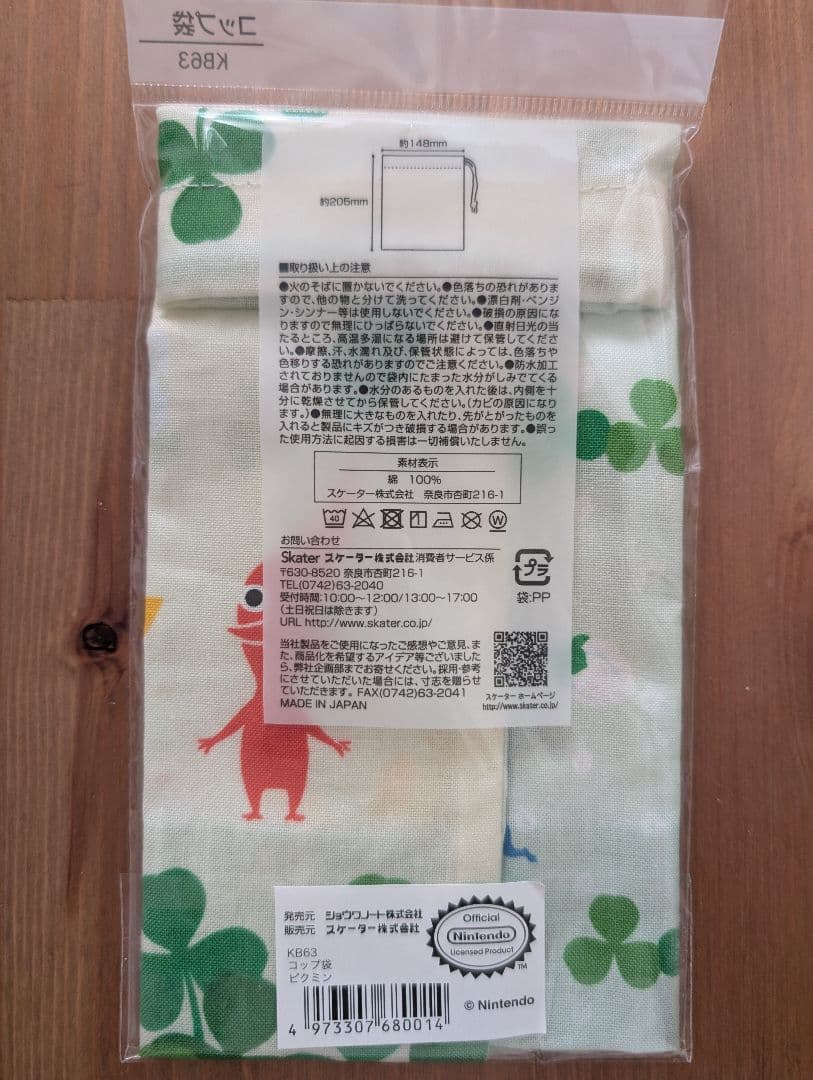 コップ袋
KB63
約148mm
約205mm
■取り扱い上の注意
●火のそばに置かないでください。●色落ちの恐れがありま
すので、他の物と分けて洗ってください。●漂白剤・ベンジ
ン・シンナー等は使用しないでください。●破損の原因にな
りますので無理にひっぱらないでください。●直射日光の当
たるところ、高温多湿になる場所は避けて保管してくださ
い。●摩擦、汗、水濡れ及び、保管状態によっては、色落ちや
色移りする恐れがありますのでご注意ください。●防水加工
されておりませんので袋内にたまった水分がしみでてくる
場合があります。●水分のあるものを入れた後は、内側を十
分に乾燥させてから保管してください。(カビの原因になり
ます。)●無理に大きなものを入れたり、先がとがったものを
入れると製品にキズがつき破損する場合があります。●誤っ
た使用方法に起因する損害は一切補償いたしません。
素材表示
綿 100%
スケーター株式会社 奈良市杏町216-1
40
W
お問い合わせ
Skater スケーター株式会社消費者サービス係
〒630-8520 奈良市杏町216-1
TEL(0742)63-2040
受付時間:10:00〜12:00/13:00〜17:00
(土日祝日は除きます)
URL http://www.skater.co.jp/
プラ
袋:PP
当社製品をご使用になったご感想やご意見、ま
た、商品化を希望するアイデア等ございました
ら、弊社企画部までお寄せください。採用・参考
にさせていただいた場合には、寸志を贈らせ
ていただきます。FAX(0742)63-2041
MADE IN JAPAN
スケーター ホームページ
http://www.skater.co.jp/
発売元 ショウワノート株式会社
販売元 スケーター株式会社
KB63
コップ袋
ピクミン
4 973307 680014
Official
Nintendo
Licensed Product
TM
© Nintendo